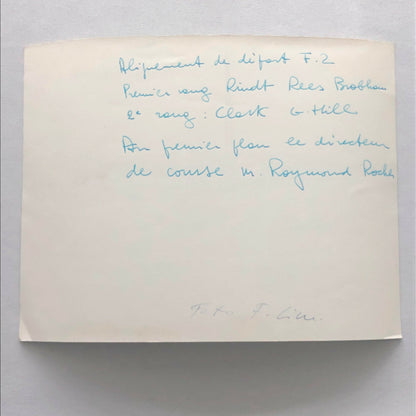 Alignement de départ F.2
Premier rang Rindt Rees Brabham
2e rang : Clark G. Hill
Au premier plan le directeur
de course M. Raymond Roche
Foto F.